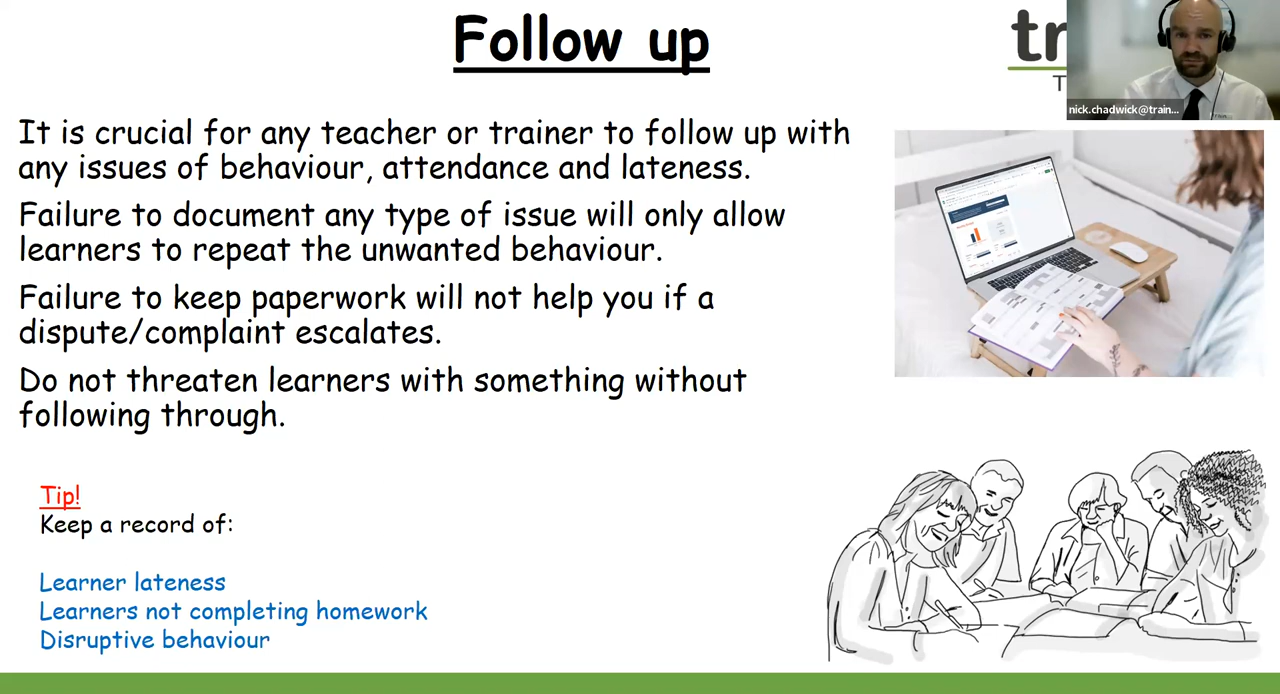 Follow up
nick.chadwick@train...
It is crucial for any teacher or trainer to follow up with
any issues of behaviour, attendance and lateness.
Failure to document any type of issue will only allow
learners to repeat the unwanted behaviour.
Failure to keep paperwork will not help you if a
dispute/complaint escalates.
Do not threaten learners with something without
following through.
Tip!
Keep a record of:
Learner lateness
Learners not completing homework
Disruptive behaviour